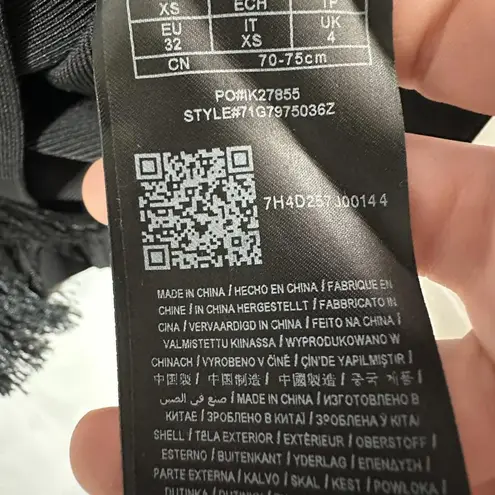 XS ECH
EU 32 IT XS UK 4
CN 70-75cm
PO#IK27855
STYLE#71G7975036Z
7H4D257J00144
MADE IN CHINA / HECHO EN CHINA / FABRIQUE EN
CHINE / IN CHINA HERGESTELLT / FABBRICATO IN
CINA / VERVAARDIGD IN CHINA / FEITO NA CHINA /
VALMISTETTU KIINASSA / WYPRODUKOWANO W
CHINACH / VYROBENO V ČÍNĚ / ÇİN'DE YAPILMIŞTIR /
中国製 / 中国制造 / 中國製造 / 중국 제품 /
صنع في الصين / MADE IN CHINA / ИЗГОТОВЛЕНО В
КИТАЕ / ЗРОБЛЕНО В КИТАЇ / ЗРОБЛЕНА Ў КІТАІ
SHELL / TELA EXTERIOR / EXTÉRIEUR / OBERSTOFF /
ESTERNO / BUITENKANT / YDERLAG / ΕΠΕΝΔΥΣΗ /
PARTE EXTERNA / KALVO / SKAL / KEST / POWŁOKA /